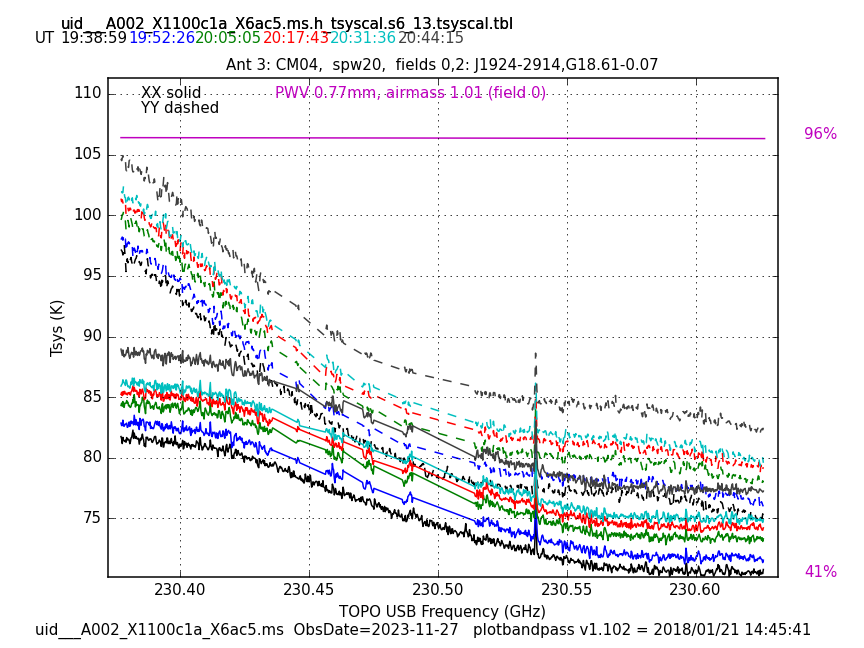 uid___A002_X1100c1a_X6ac5.ms.h_tsyscal.s6_13.tsyscal.tbl
UT 19:38:59 19:52:26 20:05:05 20:17:43 20:31:36 20:44:15
Ant 3: CM04,  spw20,  fields 0,2: J1924-2914,G18.61-0.07
XX solid
YY dashed
PWV 0.77mm, airmass 1.01 (field 0)
110
105
100
95
90
85
80
75
Tsys (K)
96%
41%
230.40 230.45 230.50 230.55 230.60
TOPO USB Frequency (GHz)
uid___A002_X1100c1a_X6ac5.ms  ObsDate=2023-11-27   plotbandpass v1.102 = 2018/01/21 14:45:41